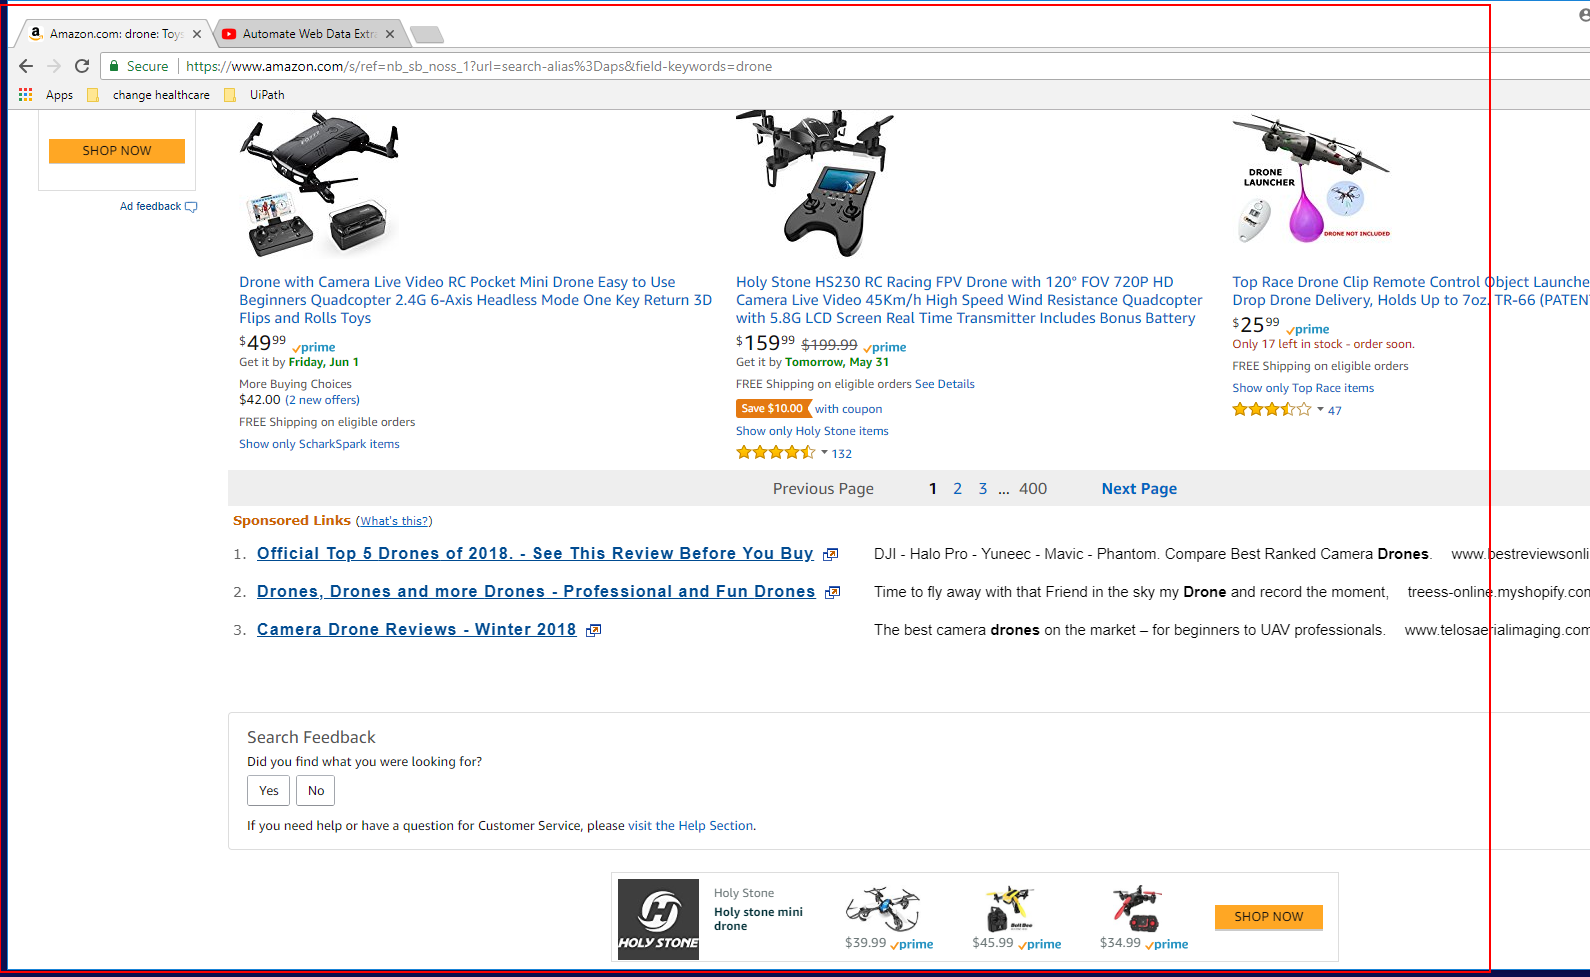 Amazon.com: drone: Toys
Automate Web Data Extra
Secure
https://www.amazon.com/s/ref=nb_sb_noss_1?url=search-alias%3Daps&field-keywords=drone
Apps
change healthcare
UiPath
SHOP NOW
Ad feedback
DRONE
LAUNCHER
DRONE NOT INCLUDED
Drone with Camera Live Video RC Pocket Mini Drone Easy to Use
Beginners Quadcopter 2.4G 6-Axis Headless Mode One Key Return 3D
Flips and Rolls Toys
$49.99 prime
Get it by Friday, Jun 1
More Buying Choices
$42.00 (2 new offers)
FREE Shipping on eligible orders
Show only ScharkSpark items
Holy Stone HS230 RC Racing FPV Drone with 120° FOV 720P HD
Camera Live Video 45Km/h High Speed Wind Resistance Quadcopter
with 5.8G LCD Screen Real Time Transmitter Includes Bonus Battery
$159.99 $199.99 prime
Get it by Tomorrow, May 31
FREE Shipping on eligible orders See Details
Save $10.00 with coupon
Show only Holy Stone items
132
Top Race Drone Clip Remote Control Object Launche
Drop Drone Delivery, Holds Up to 7oz. TR-66 (PATEN
$25.99 prime
Only 17 left in stock - order soon.
FREE Shipping on eligible orders
Show only Top Race items
47
Previous Page 1 2 3 ... 400 Next Page
Sponsored Links (What's this?)
1. Official Top 5 Drones of 2018. - See This Review Before You Buy DJI - Halo Pro - Yuneec - Mavic - Phantom. Compare Best Ranked Camera Drones. www.bestreviewsonli
2. Drones, Drones and more Drones - Professional and Fun Drones Time to fly away with that Friend in the sky my Drone and record the moment, treess-online.myshopify.com
3. Camera Drone Reviews - Winter 2018 The best camera drones on the market – for beginners to UAV professionals. www.telosaerialimaging.com
Search Feedback
Did you find what you were looking for?
Yes No
If you need help or have a question for Customer Service, please visit the Help Section.
HOLY STONE
Holy Stone
Holy stone mini
drone
$39.99 prime
$45.99 prime
$34.99 prime
SHOP NOW